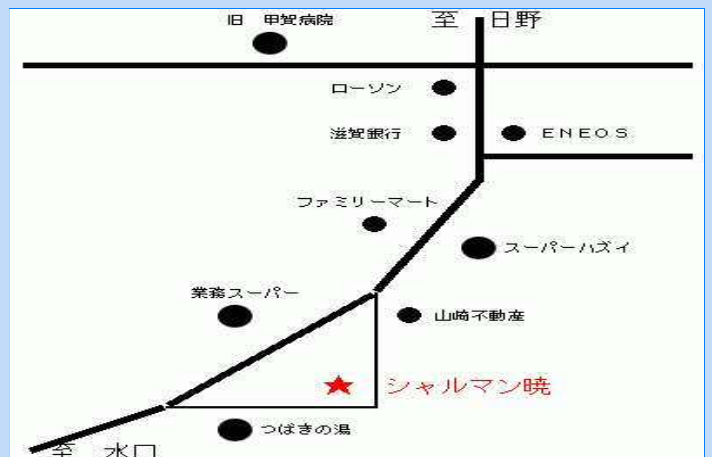 旧　甲賀病院
至　日野
ローソン
滋賀銀行
ＥＮＥＯＳ
ファミリーマート
スーパーハズイ
業務スーパー
山崎不動産
シャルマン暁
つばきの湯
至　水口